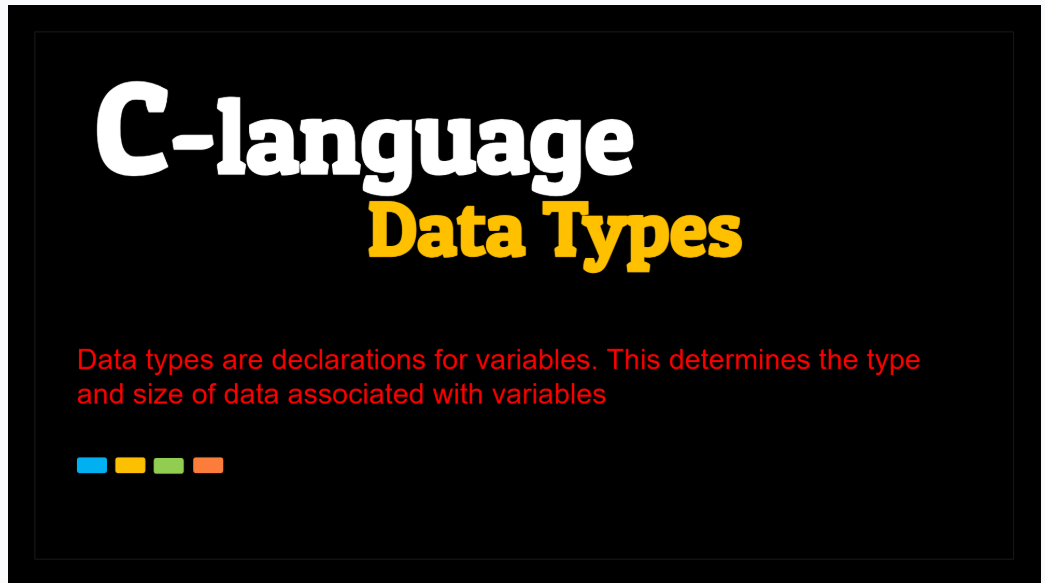 C-language
Data Types
Data types are declarations for variables. This determines the type
and size of data associated with variables